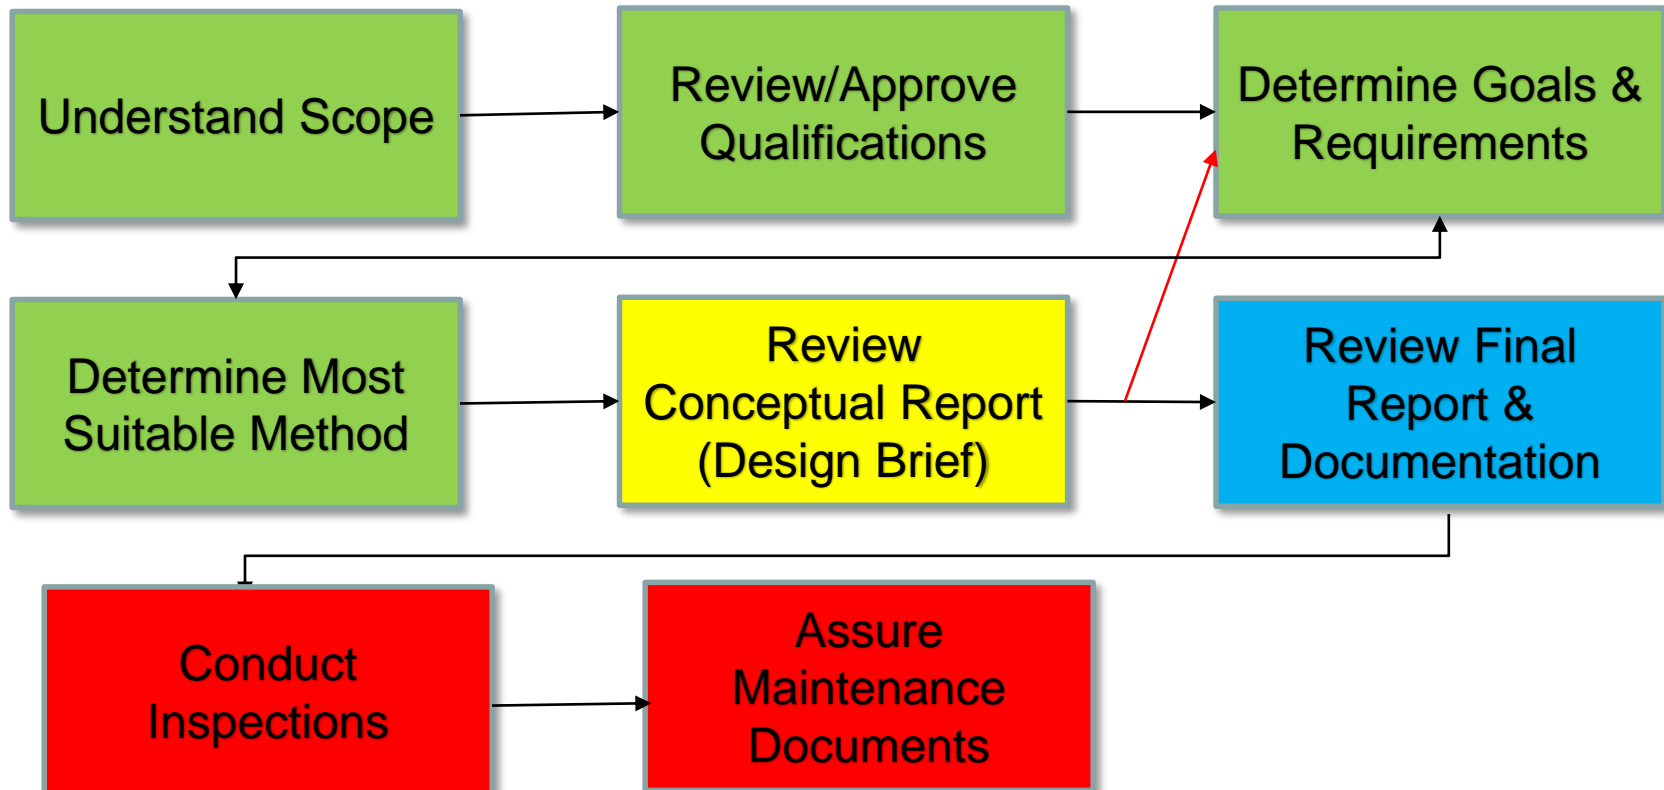 Understand Scope
Review/Approve
Qualifications
Determine Goals &
Requirements
Determine Most
Suitable Method
Review
Conceptual Report
(Design Brief)
Review Final
Report &
Documentation
Conduct
Inspections
Assure
Maintenance
Documents